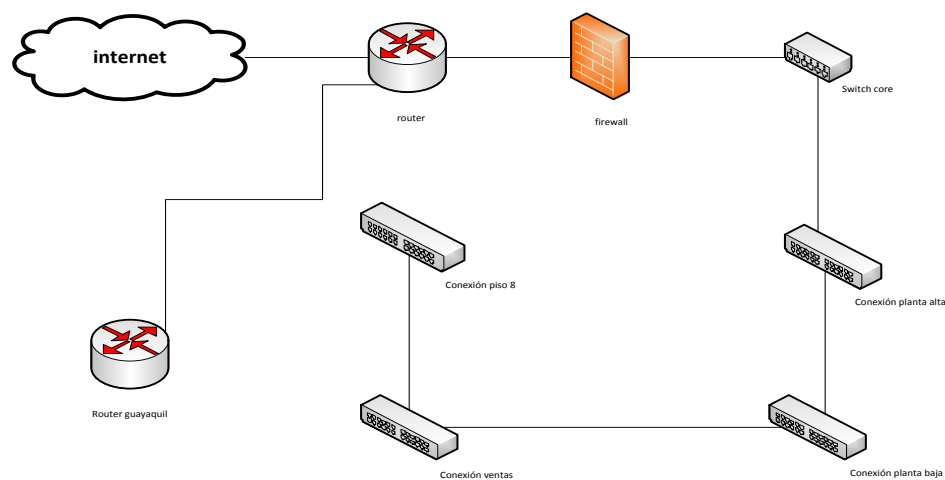 internet
router
firewall
Switch core
Conexión piso 8
Conexión planta alta
Router guayaquil
Conexión ventas
Conexión planta baja